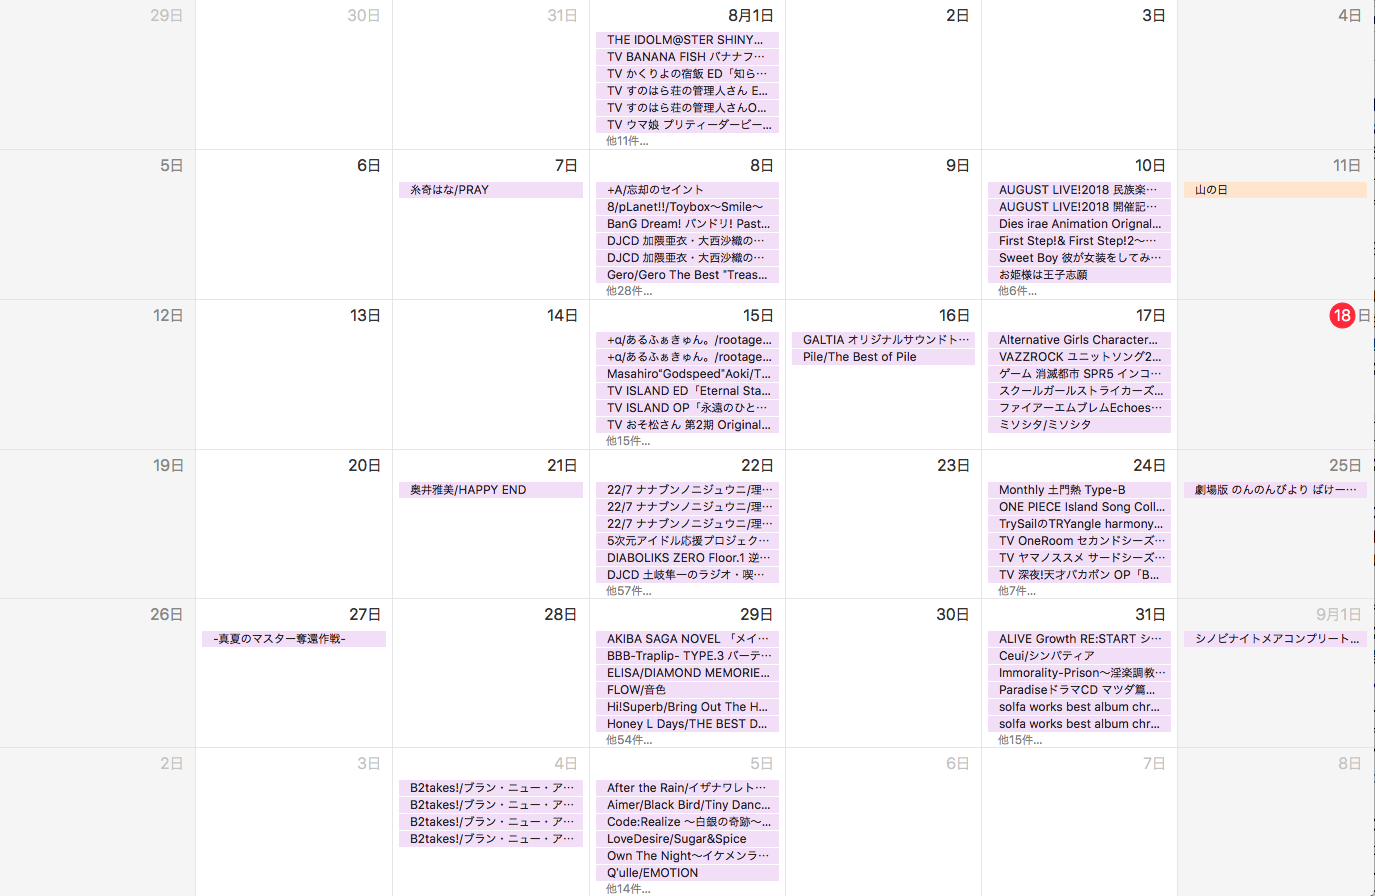 29日
30日
31日
8月1日
THE IDOLM@STER SHINY...
TV BANANA FISH バナナフ…
TV かくりよの宿飯 ED「知ら…
TV すのはら荘の管理人さん E...
TV すのはら荘の管理人さんO...
TV ウマ娘 プリティーダービー...
他11件...
2日
3日
4日
5日
6日
7日
糸奇はな/PRAY
8日
+A/忘却のセイント
8/pLanet!!/Toybox〜Smile〜
BanG Dream! バンドリ! Past...
DJCD 加隈亜衣・大西沙織の…
DJCD 加隈亜衣・大西沙織の…
Gero/Gero The Best "Treas...
他28件...
9日
10日
AUGUST LIVE!2018 民族楽…
AUGUST LIVE!2018 開催記…
Dies irae Animation Orignal...
First Step!& First Step!2〜…
Sweet Boy 彼が女装をしてみ…
お姫様は王子志願
他6件...
11日
山の日
12日
13日
14日
15日
+α/あるふぁきゅん。/rootage...
+α/あるふぁきゅん。/rootage...
Masahiro"Godspeed"Aoki/T...
TV ISLAND ED「Eternal Sta...
TV ISLAND OP「永遠のひと…
TV おそ松さん 第2期 Original...
他15件...
16日
GALTIA オリジナルサウンドト…
Pile/The Best of Pile
17日
Alternative Girls Character...
VAZZROCK ユニットソング2...
ゲーム 消滅都市 SPR5 インコ…
スクールガールストライカーズ...
ファイアーエムブレムEchoes…
ミソシタ/ミソシタ
18日
19日
20日
21日
奥井雅美/HAPPY END
22日
22/7 ナナブンノニジュウニ/理…
22/7 ナナブンノニジュウニ/理…
22/7 ナナブンノニジュウニ/理…
5次元アイドル応援プロジェク…
DIABOLIKS ZERO Floor.1 逆…
DJCD 土岐隼一のラジオ・喫…
他57件...
23日
24日
Monthly 土門熱 Type-B
ONE PIECE Island Song Coll...
TrySailのTRYangle harmony...
TV OneRoom セカンドシーズ…
TV ヤマノススメ サードシーズ…
TV 深夜!天才バカボン OP「B...
他7件...
25日
劇場版 のんのんびより ばけー…
26日
27日
-真夏のマスター奪還作戦-
28日
29日
AKIBA SAGA NOVEL 「メイ…
BBB-Traplip- TYPE.3 バーテ…
ELISA/DIAMOND MEMORIE...
FLOW/音色
Hi!Superb/Bring Out The H...
Honey L Days/THE BEST D...
他54件...
30日
31日
ALIVE Growth RE:START シ…
Ceui/シンパティア
Immorality-Prison〜淫楽調教…
ParadiseドラマCD マツダ篇...
solfa works best album chr...
solfa works best album chr...
他15件...
9月1日
シノビナイトメアコンプリート...
2日
3日
4日
B2takes!/ブラン・ニュー・ア…
B2takes!/ブラン・ニュー・ア…
B2takes!/ブラン・ニュー・ア…
B2takes!/ブラン・ニュー・ア…
5日
After the Rain/イザナワレト…
Aimer/Black Bird/Tiny Danc...
Code:Realize 〜白銀の奇跡〜...
LoveDesire/Sugar&Spice
Own The Night〜イケメンラ…
Q'ulle/EMOTION
他14件...
6日
7日
8日